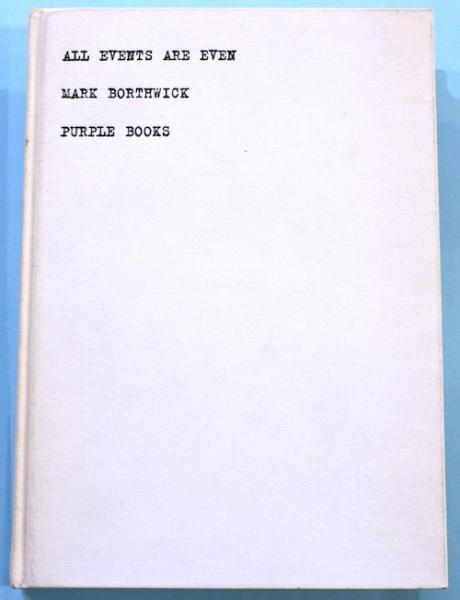 ALL EVENTS ARE EVEN
MARK BORTHWICK
PURPLE BOOKS